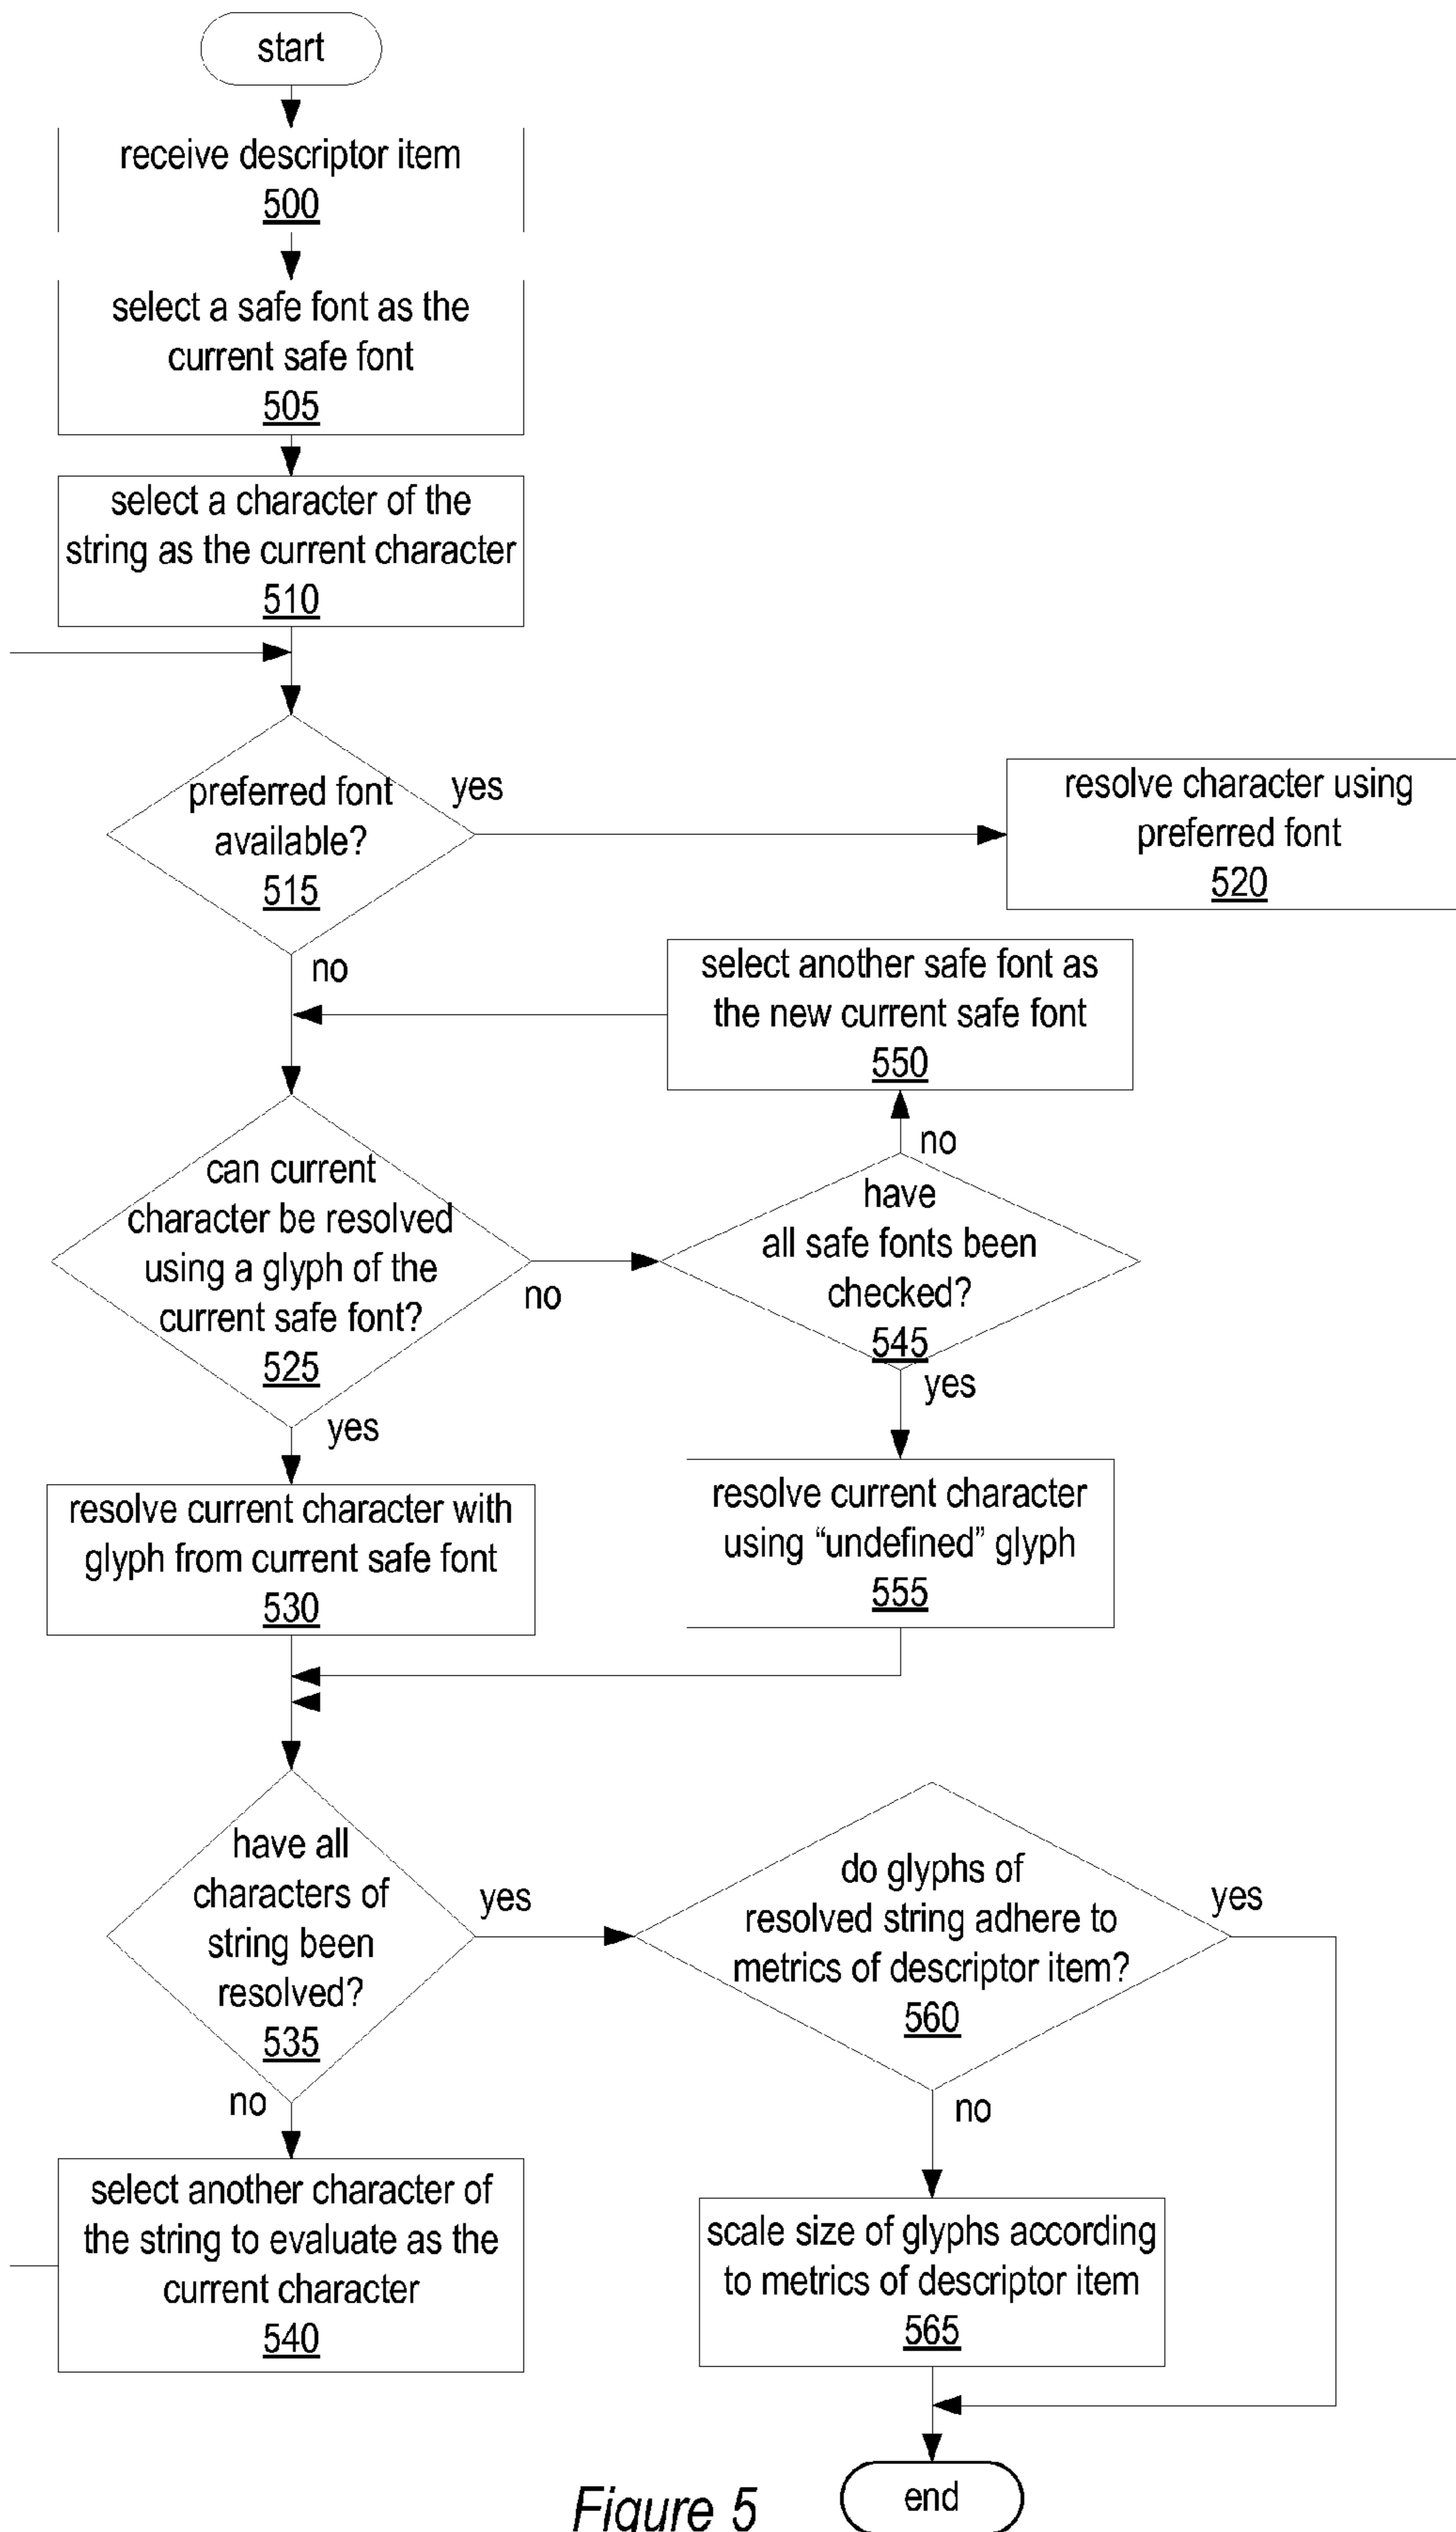 start
receive descriptor item
500
select a safe font as the
current safe font
505
select a character of the
string as the current character
510
preferred font
available?
515
yes
resolve character using
preferred font
520
no
select another safe font as
the new current safe font
550
no
can current
character be resolved
using a glyph of the
current safe font?
525
no
have
all safe fonts been
checked?
545
yes
yes
resolve current character with
glyph from current safe font
530
resolve current character
using “undefined” glyph
555
have all
characters of
string been
resolved?
535
yes
do glyphs of
resolved string adhere to
metrics of descriptor item?
560
yes
no
no
select another character of
the string to evaluate as the
current character
540
scale size of glyphs according
to metrics of descriptor item
565
end
Figure 5